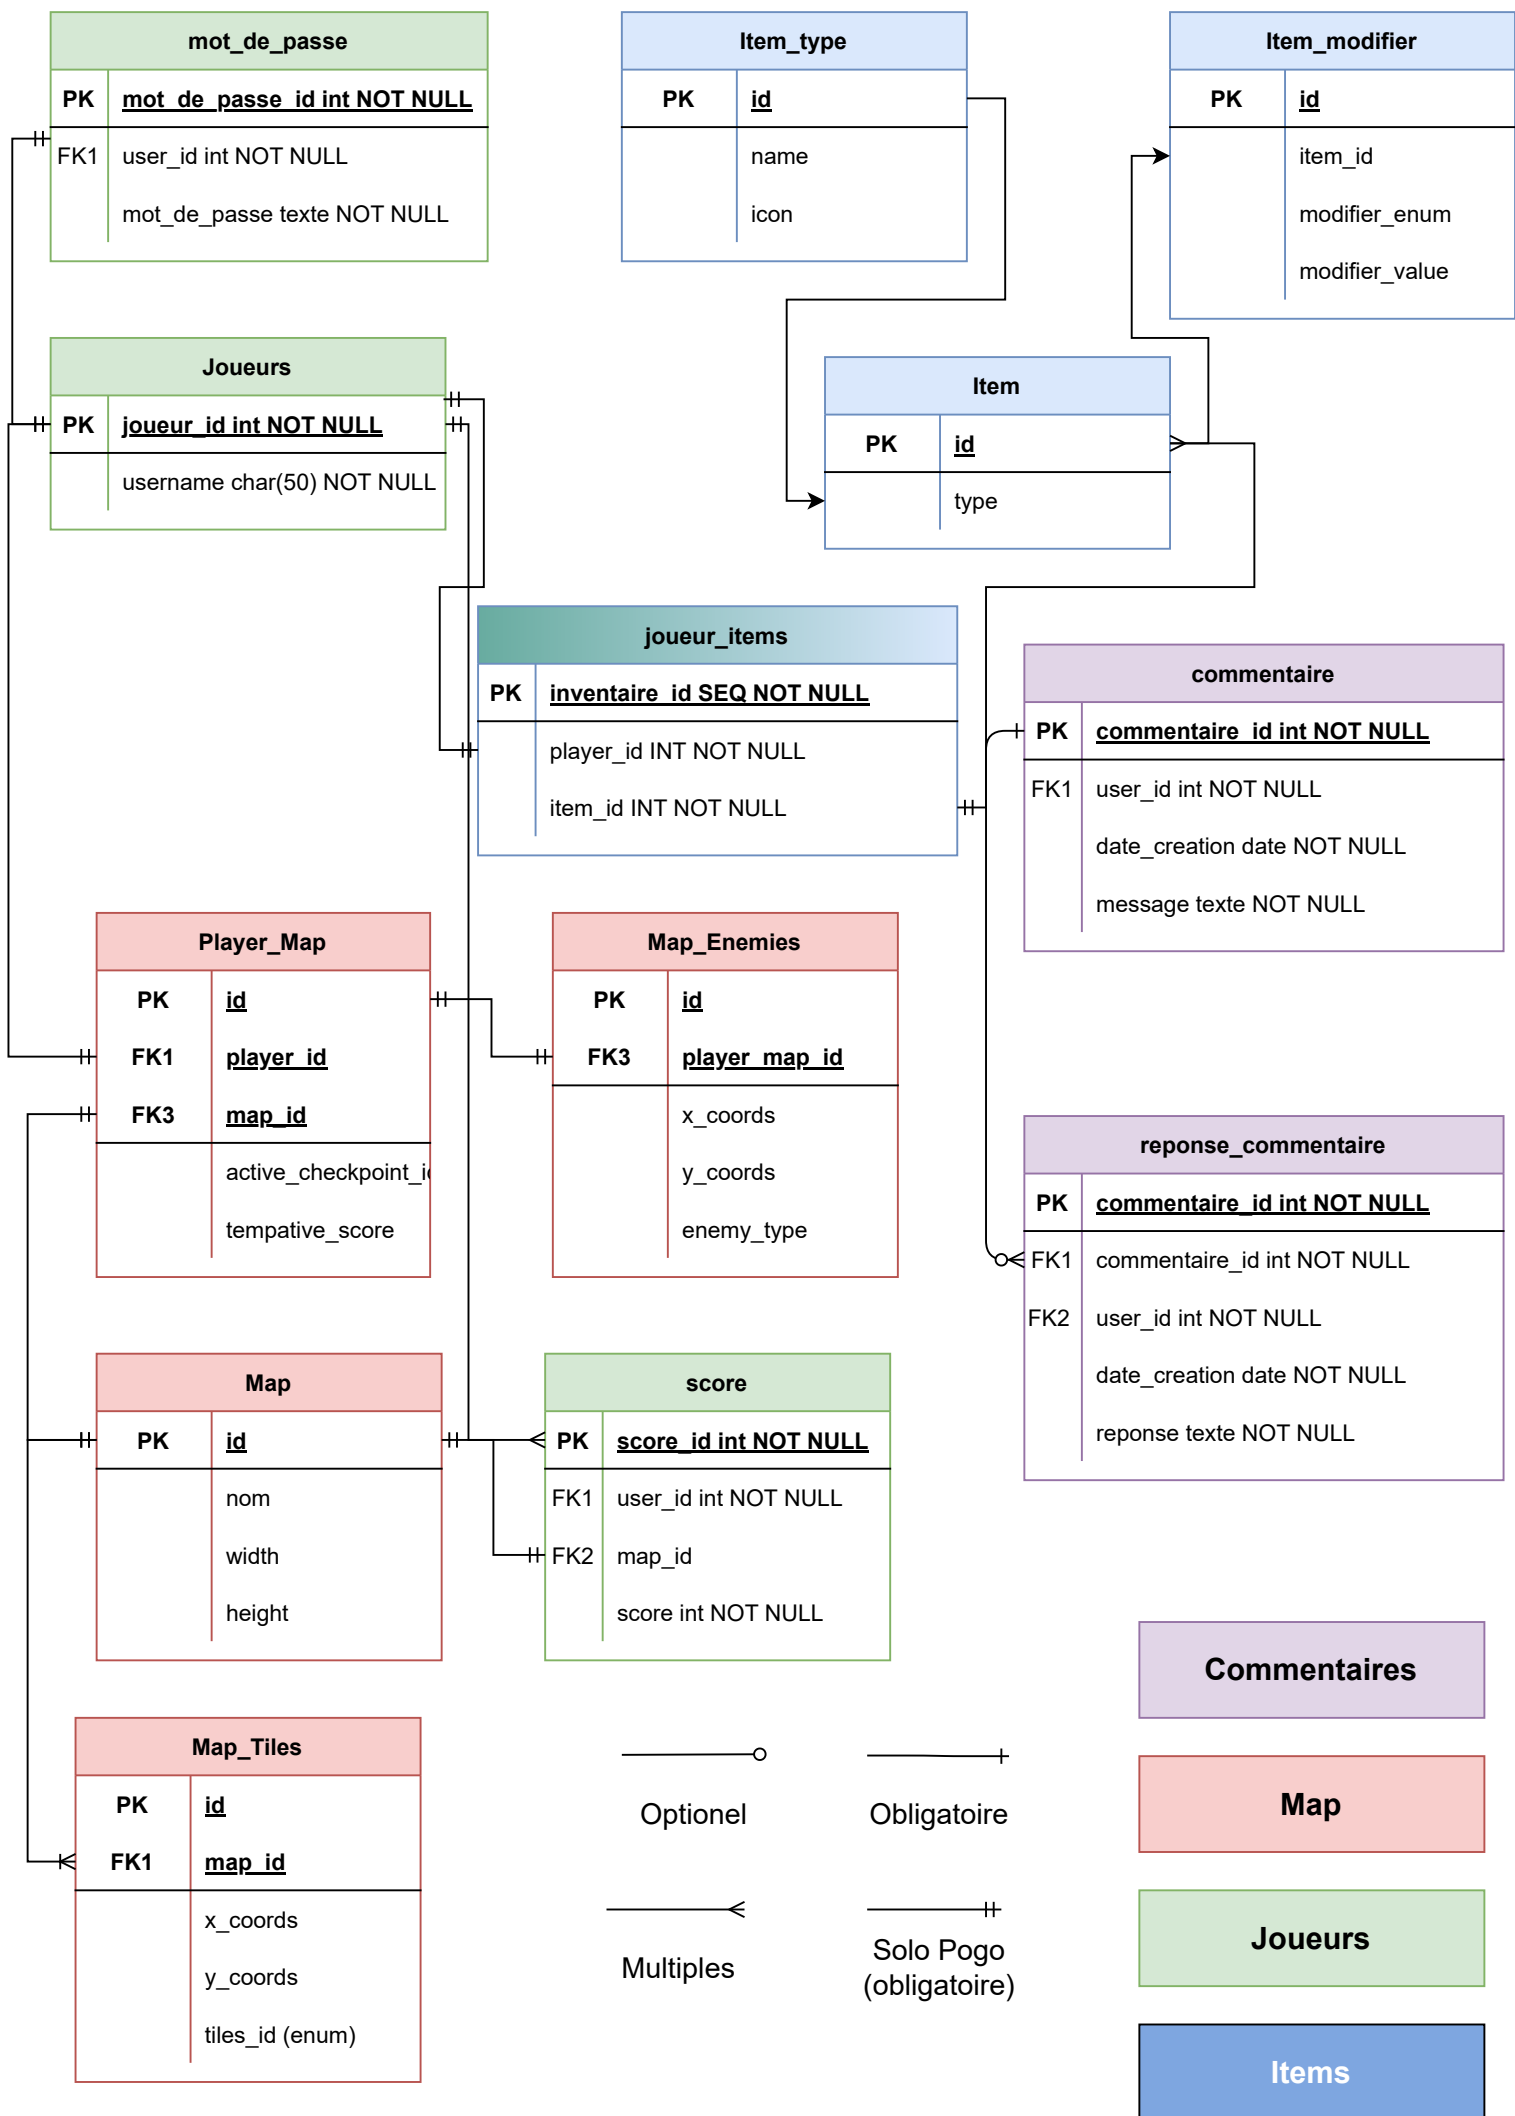 mot_de_passe
PK mot_de_passe_id int NOT NULL
FK1 user_id int NOT NULL
mot_de_passe texte NOT NULL
Item_type
PK id
name
icon
Item_modifier
PK id
item_id
modifier_enum
modifier_value
Joueurs
PK joueur_id int NOT NULL
username char(50) NOT NULL
Item
PK id
type
joueur_items
PK inventaire_id SEQ NOT NULL
player_id INT NOT NULL
item_id INT NOT NULL
commentaire
PK commentaire_id int NOT NULL
FK1 user_id int NOT NULL
date_creation date NOT NULL
message texte NOT NULL
Player_Map
PK id
FK1 player_id
FK3 map_id
active_checkpoint_i
tempative_score
Map_Enemies
PK id
FK3 player_map_id
x_coords
y_coords
enemy_type
reponse_commentaire
PK commentaire_id int NOT NULL
FK1 commentaire_id int NOT NULL
FK2 user_id int NOT NULL
date_creation date NOT NULL
reponse texte NOT NULL
Map
PK id
nom
width
height
score
PK score_id int NOT NULL
FK1 user_id int NOT NULL
FK2 map_id
score int NOT NULL
Map_Tiles
PK id
FK1 map_id
x_coords
y_coords
tiles_id (enum)
Optionel
Obligatoire
Multiples
Solo Pogo
(obligatoire)
Commentaires
Map
Joueurs
Items